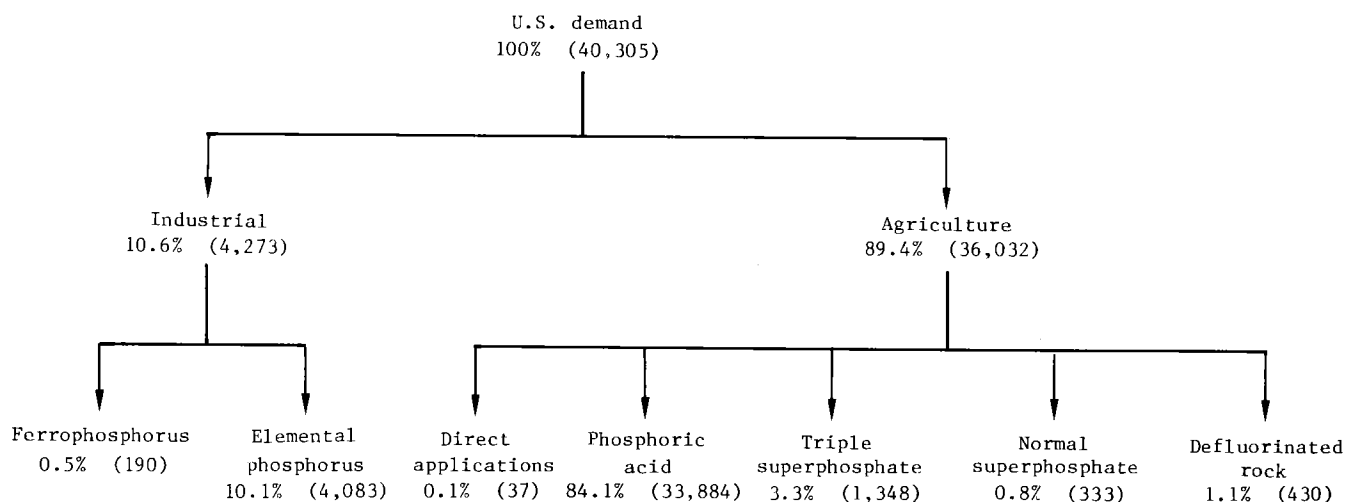 U.S. demand
100% (40,305)
Industrial
10.6% (4,273)
Agriculture
89.4% (36,032)
Ferrophosphorus
0.5% (190)
Elemental
phosphorus
10.1% (4,083)
Direct
applications
0.1% (37)
Phosphoric
acid
84.1% (33,884)
Triple
superphosphate
3.3% (1,348)
Normal
superphosphate
0.8% (333)
Defluorinated
rock
1.1% (430)